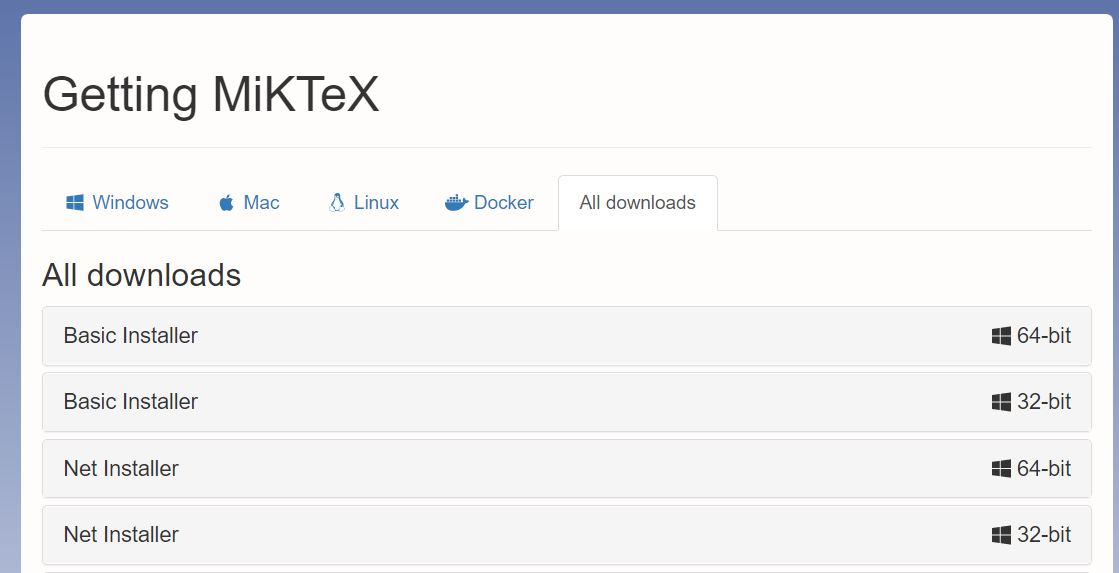 Getting MiKTeX
Windows Mac Linux Docker All downloads
All downloads
Basic Installer 64-bit
Basic Installer 32-bit
Net Installer 64-bit
Net Installer 32-bit